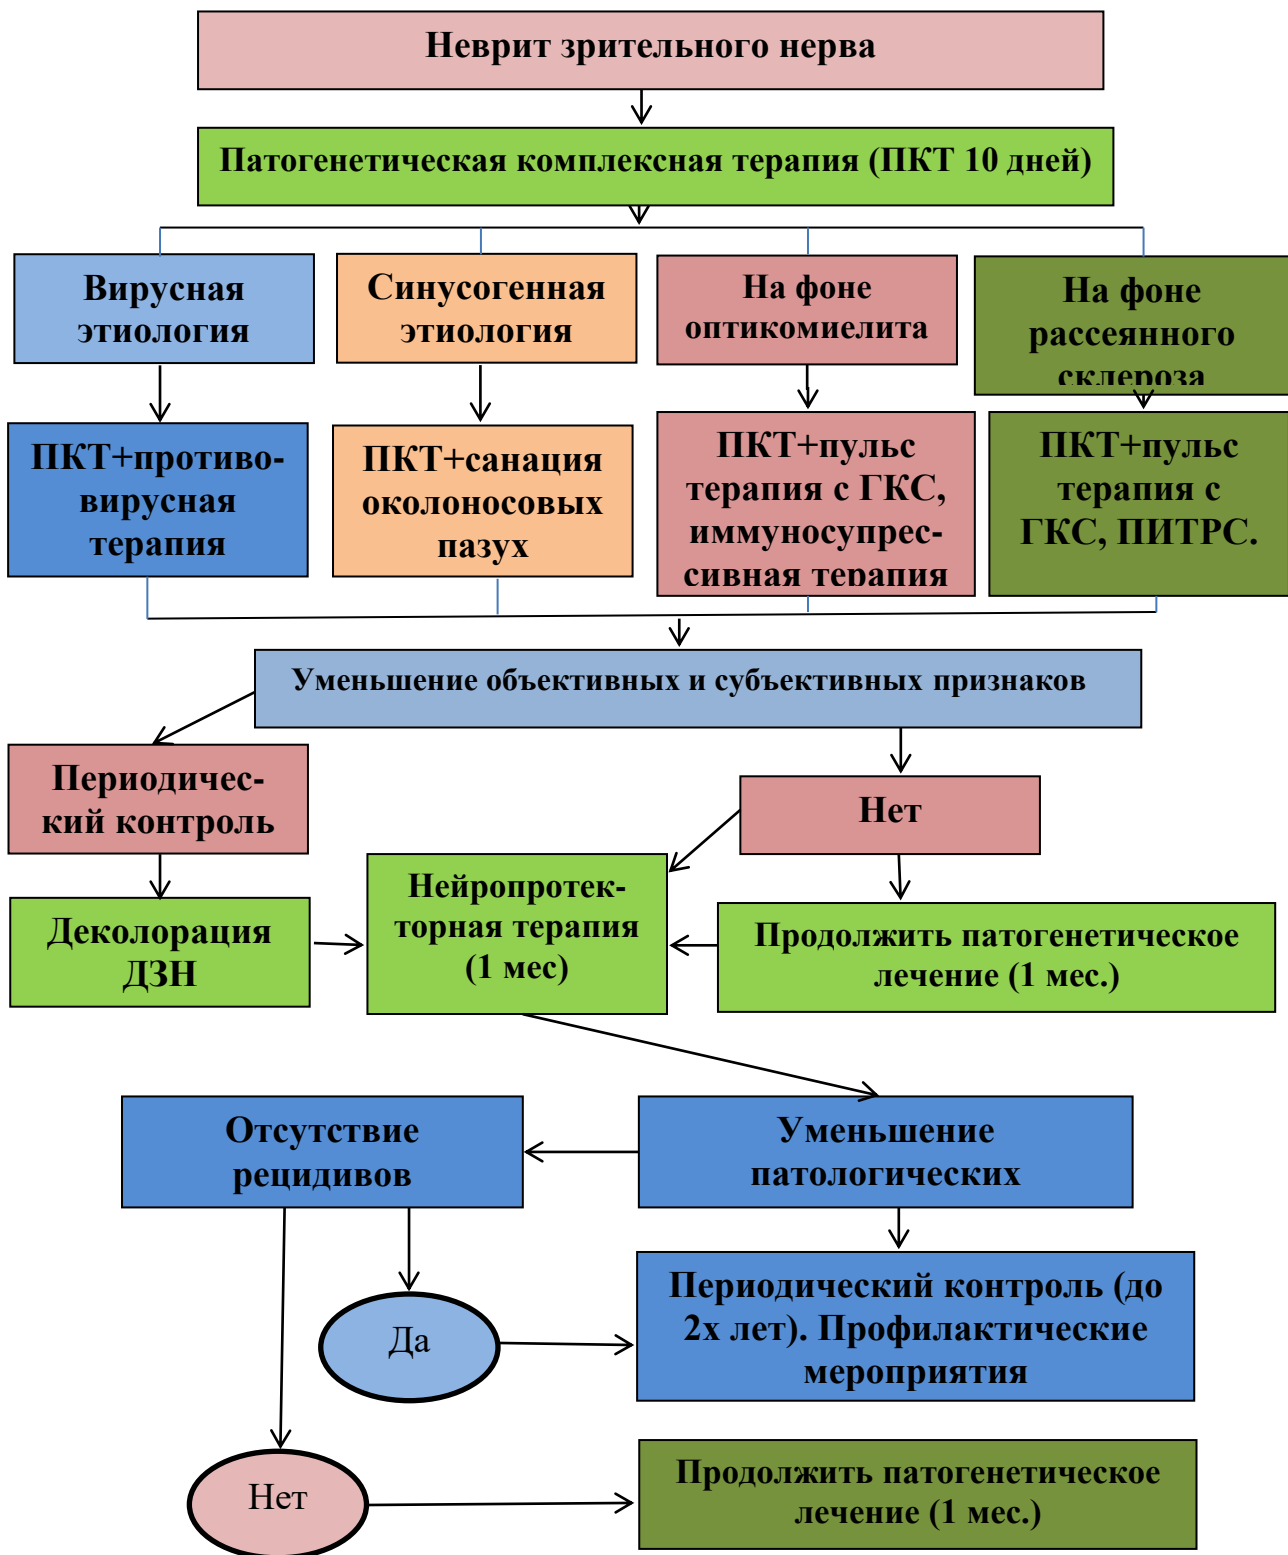 Неврит зрительного нерва
Патогенетическая комплексная терапия (ПКТ 10 дней)
Вирусная
этиология
Синусогенная
этиология
На фоне
оптикомиелита
На фоне
рассеянного
склероза
ПКТ+противо-
вирусная
терапия
ПКТ+санация
околоносовых
пазух
ПКТ+пульс
терапия с ГКС,
иммуносупрес-
сивная терапия
ПКТ+пульс
терапия с
ГКС, ПИТРС.
Уменьшение объективных и субъективных признаков
Периодичес-
кий контроль
Нет
Нейропротек-
торная терапия
(1 мес)
Деколорация
ДЗН
Продолжить патогенетическое
лечение (1 мес.)
Отсутствие
рецидивов
Уменьшение
патологических
Да
Периодический контроль (до
2х лет). Профилактические
мероприятия
Нет
Продолжить патогенетическое
лечение (1 мес.)